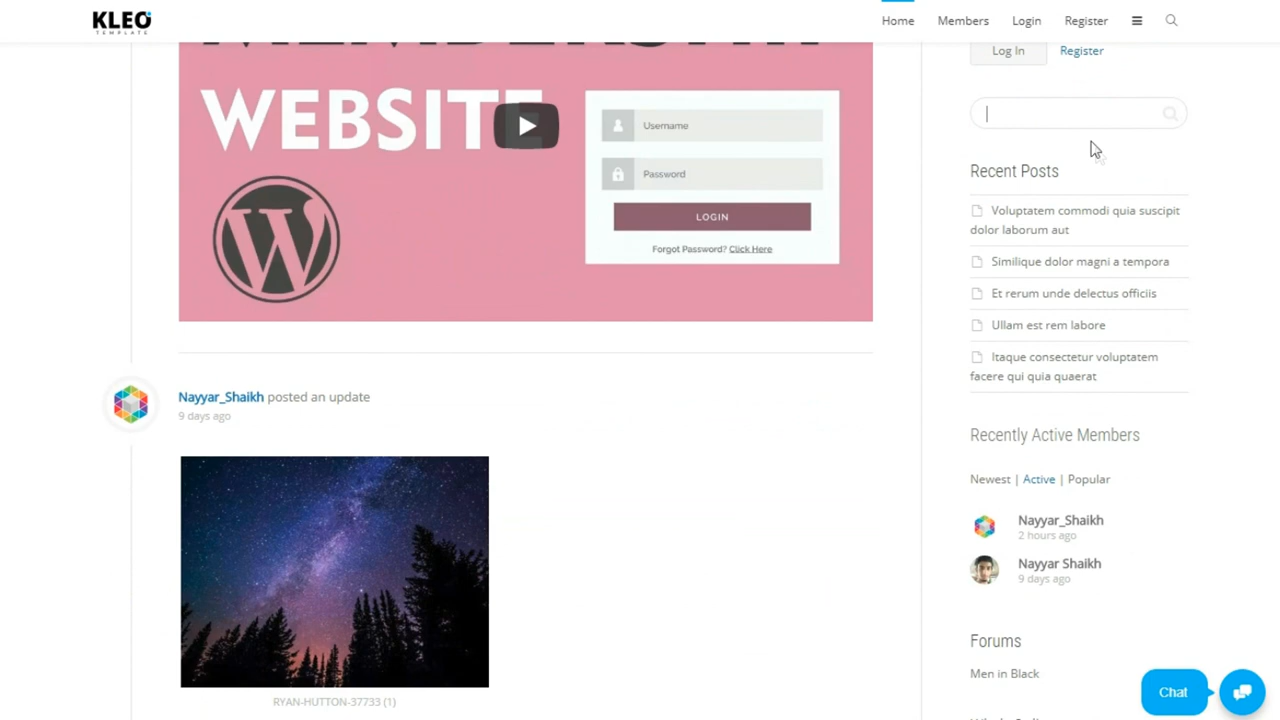 KLEO
TEMPLATE
Home
Members
Login
Register
WEBSITE
Username
Password
LOGIN
Forgot Password? Click Here
Nayyar_Shaikh posted an update
9 days ago
RYAN-HUTTON-37733 (1)
Log In
Register
Recent Posts
Voluptatem commodi quia suscipit
dolor laborum aut
Similique dolor magni a tempora
Et rerum unde delectus officiis
Ullam est rem labore
Itaque consectetur voluptatem
facere qui quia quaerat
Recently Active Members
Newest | Active | Popular
Nayyar_Shaikh
2 hours ago
Nayyar Shaikh
9 days ago
Forums
Men in Black
Chat